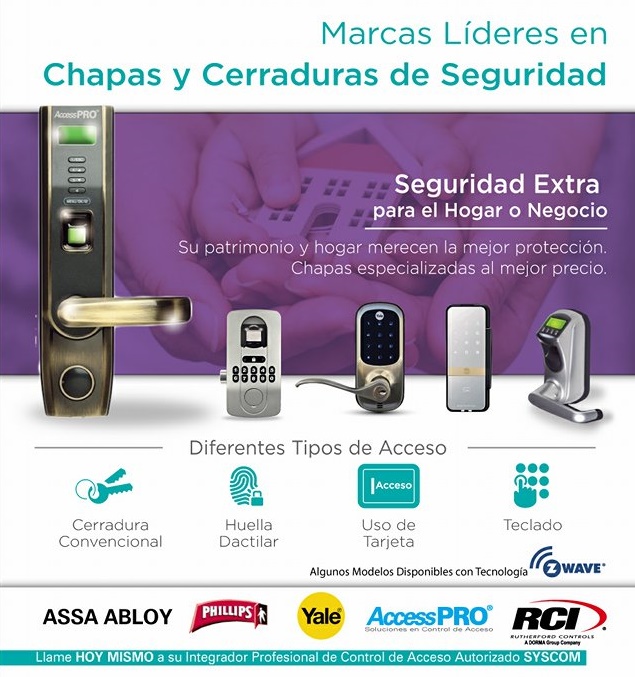 Marcas Líderes en
Chapas y Cerraduras de Seguridad
AccessPRO
Seguridad Extra
para el Hogar o Negocio
Su patrimonio y hogar merecen la mejor protección.
Chapas especializadas al mejor precio.
Yale
Diferentes Tipos de Acceso
Acceso
Cerradura
Convencional
Huella
Dactilar
Uso de
Tarjeta
Teclado
Algunos Modelos Disponibles con Tecnología Z WAVE
ASSA ABLOY PHILLIPS Yale® AccessPRO® RCI®
Soluciones en Control de Acceso
RUTHERFORD CONTROLS
A DORMA Group Company
Llame HOY MISMO a su Integrador Profesional de Control de Acceso Autorizado SYSCOM